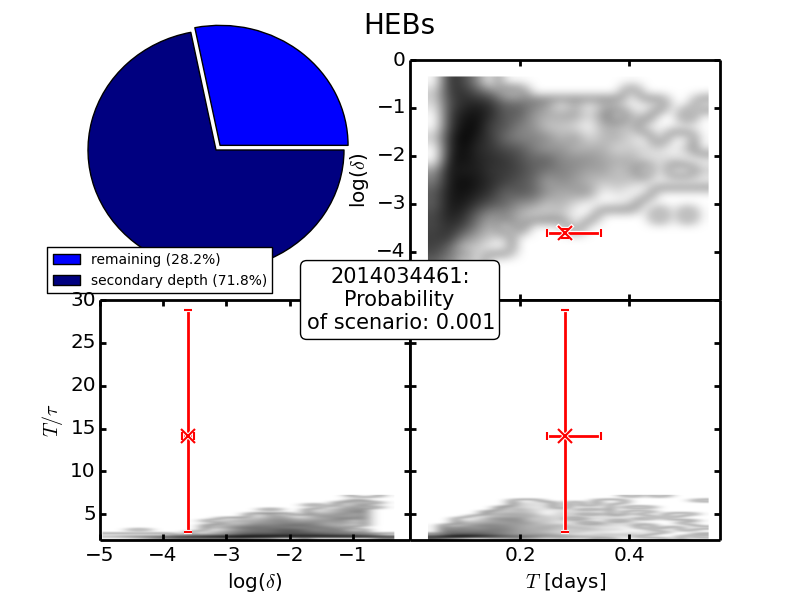 HEBs
remaining (28.2%)
secondary depth (71.8%)
0
−1
−2
−3
−4
log(δ)
2014034461:
Probability
of scenario: 0.001
30
25
20
15
10
5
T/τ
−5 −4 −3 −2 −1
log(δ)
0.2 0.4
T [days]